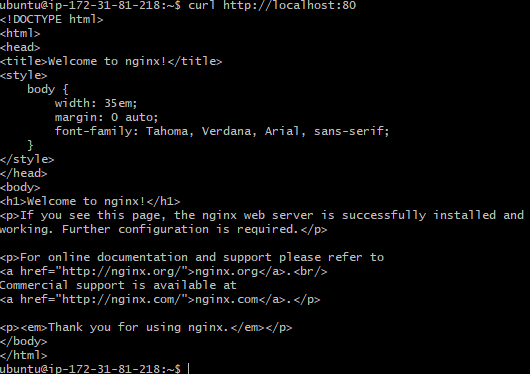 ubuntu@ip-172-31-81-218:~$ curl http://localhost:80
<!DOCTYPE html>
<html>
<head>
<title>Welcome to nginx!</title>
<style>
    body {
        width: 35em;
        margin: 0 auto;
        font-family: Tahoma, Verdana, Arial, sans-serif;
    }
</style>
</head>
<body>
<h1>Welcome to nginx!</h1>
<p>If you see this page, the nginx web server is successfully installed and
working. Further configuration is required.</p>

<p>For online documentation and support please refer to
<a href="http://nginx.org/">nginx.org</a>.<br/>
Commercial support is available at
<a href="http://nginx.com/">nginx.com</a>.</p>

<p><em>Thank you for using nginx.</em></p>
</body>
</html>
ubuntu@ip-172-31-81-218:~$